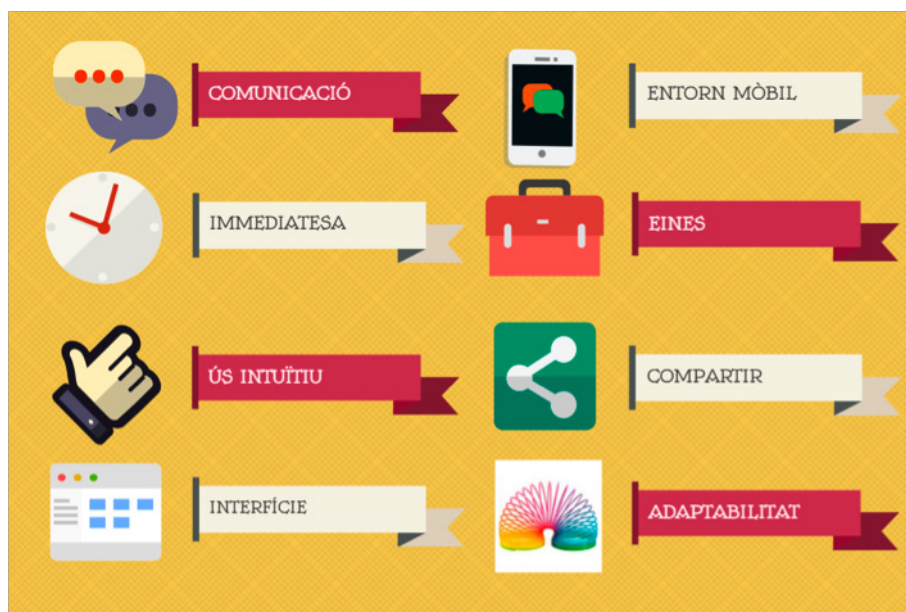 COMUNICACIÓ
ENTORN MÒBIL
IMMEDIATESA
EINES
ÚS INTUÏTIU
COMPARTIR
INTERFÍCIE
ADAPTABILITAT